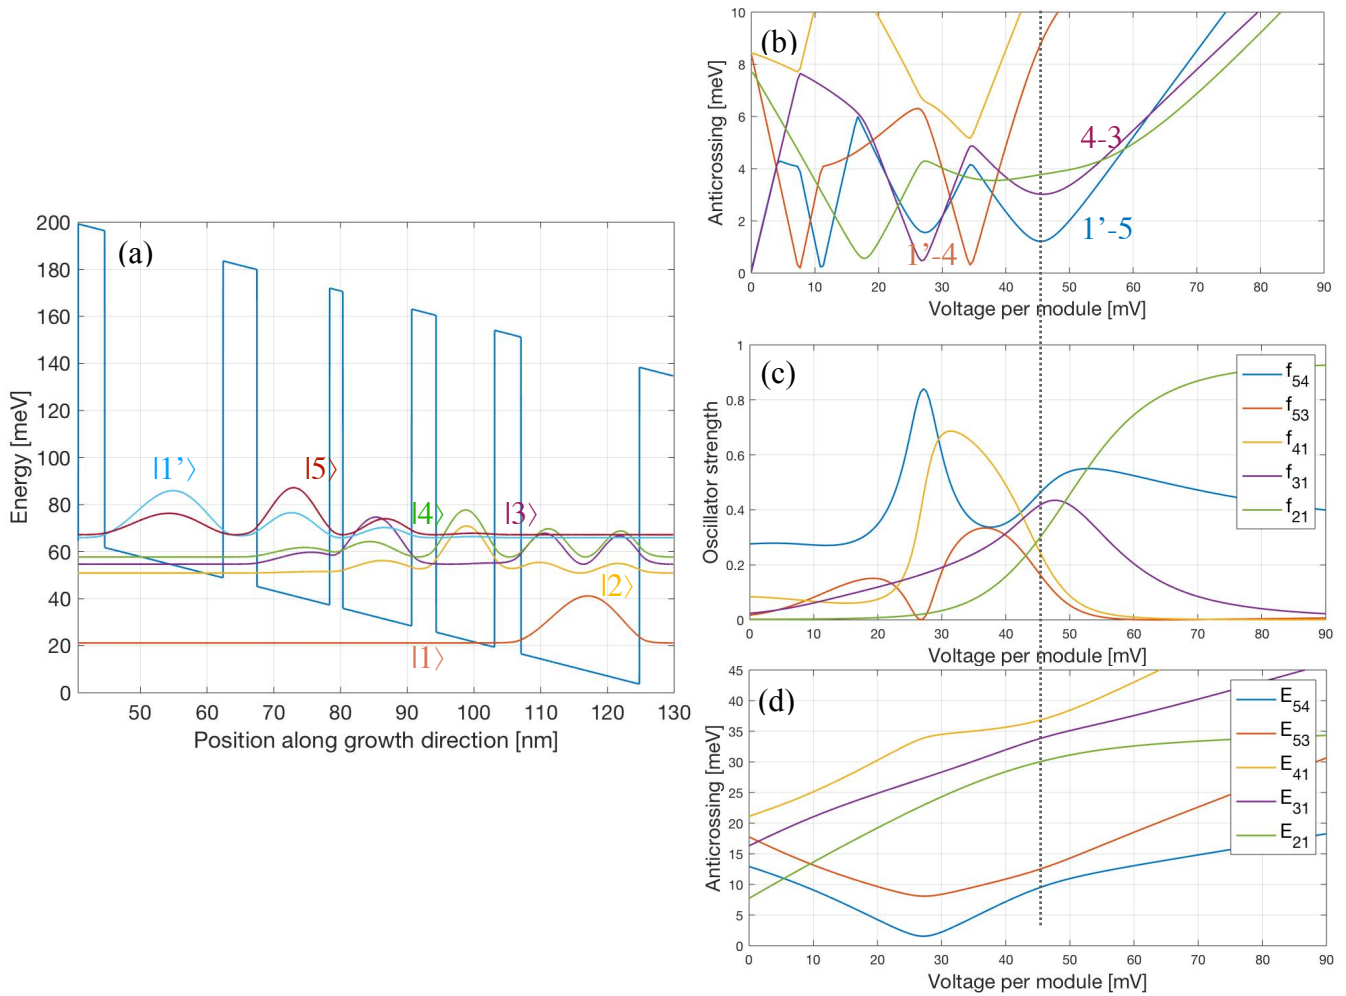 (a)
200
180
160
140
120
100
80
60
40
20
0
Energy [meV]
|1’⟩
|5⟩
|4⟩
|3⟩
|2⟩
|1⟩
50 60 70 80 90 100 110 120 130
Position along growth direction [nm]
(b)
10
8
6
4
2
0
Anticrossing [meV]
4-3
1’-5
1’-4
0 10 20 30 40 50 60 70 80 90
Voltage per module [mV]
(c)
1
0.8
0.6
0.4
0.2
0
Oscillator strength
f54
f53
f41
f31
f21
0 10 20 30 40 50 60 70 80 90
Voltage per module [mV]
(d)
45
40
35
30
25
20
15
10
5
0
Anticrossing [meV]
E54
E53
E41
E31
E21
0 10 20 30 40 50 60 70 80 90
Voltage per module [mV]